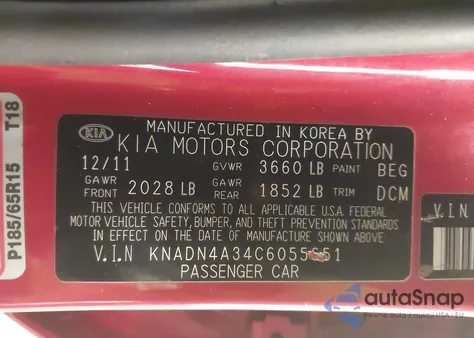 MANUFACTURED IN KOREA BY
KIA
KIA MOTORS CORPORATION
12/11 GVWR 3660 LB PAINT BEG
GAWR FRONT 2028 LB GAWR REAR 1852 LB TRIM DCM
THIS VEHICLE CONFORMS TO ALL APPLICABLE U.S.A. FEDERAL
MOTOR VEHICLE SAFETY, BUMPER, AND THEFT PREVENTION STANDARDS
IN EFFECT ON THE DATE OF MANUFACTURE SHOWN ABOVE
V.I.N
PASSENGER CAR
P185/65R15 T18
V.I.N
autoSnap